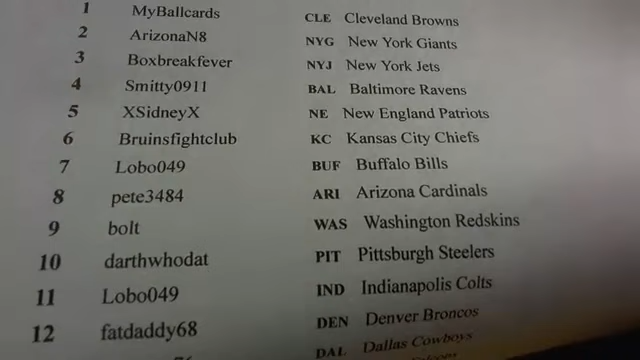 1 MyBallcards CLE Cleveland Browns
2 ArizonaN8 NYG New York Giants
3 Boxbreakfever NYJ New York Jets
4 Smitty0911 BAL Baltimore Ravens
5 XSidneyX NE New England Patriots
6 Bruinsfightclub KC Kansas City Chiefs
7 Lobo049 BUF Buffalo Bills
8 pete3484 ARI Arizona Cardinals
9 bolt WAS Washington Redskins
10 darthwhodat PIT Pittsburgh Steelers
11 Lobo049 IND Indianapolis Colts
12 fatdaddy68 DEN Denver Broncos
DAL Dallas Cowboys